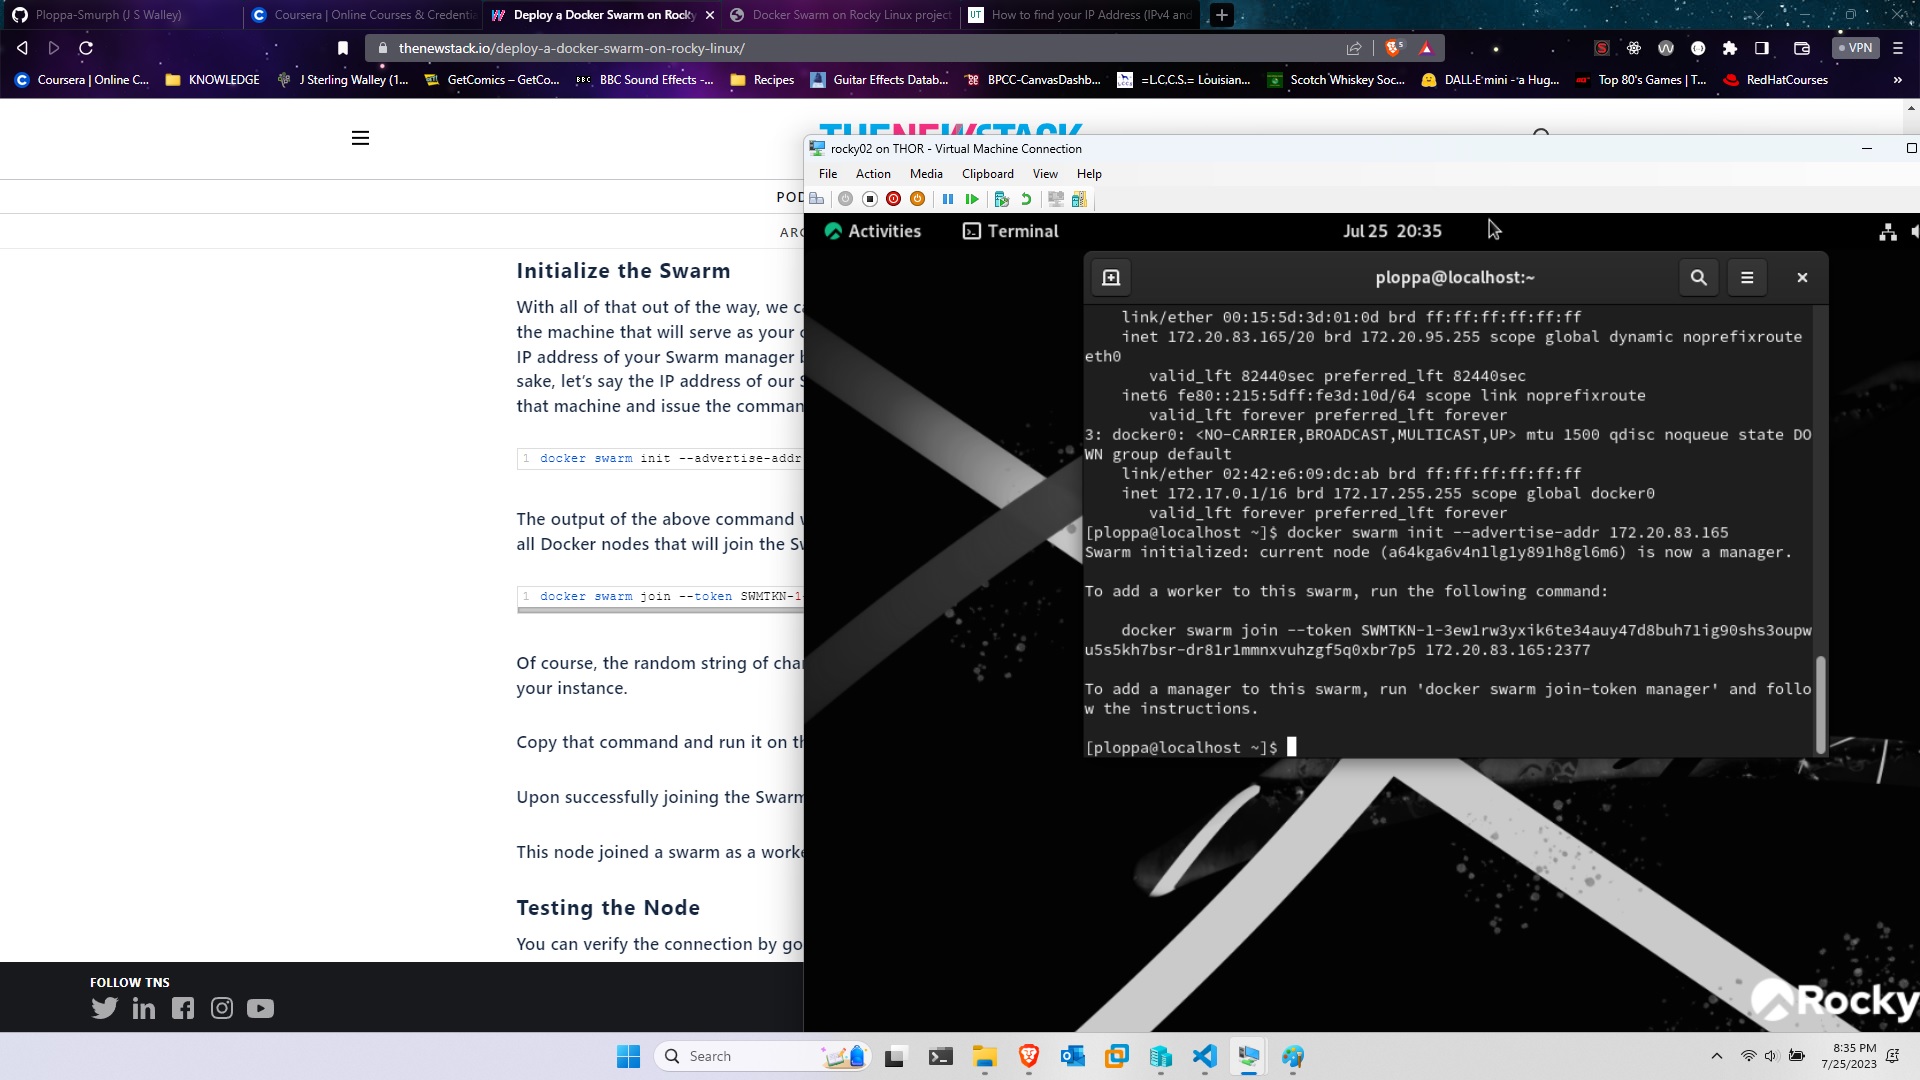 Ploppa-Smurph (J S Walley)
Coursera | Online Courses & Credentia
Deploy a Docker Swarm on Rocky
Docker Swarm on Rocky Linux project
UT How to find your IP Address (IPv4 and
thenewstack.io/deploy-a-docker-swarm-on-rocky-linux/
VPN
Coursera | Online C...
KNOWLEDGE
J Sterling Walley (1...
GetComics – GetCo...
BBC Sound Effects -...
Recipes
Guitar Effects Datab...
BPCC-CanvasDashb...
=L.C.C.S.= Louisian...
Scotch Whiskey Soc...
DALL·E mini - a Hug...
Top 80's Games | T...
RedHatCourses
THENEWSTACK
POD
ARC
Initialize the Swarm
With all of that out of the way, we ca
the machine that will serve as your c
IP address of your Swarm manager b
sake, let's say the IP address of our S
that machine and issue the comman
1 docker swarm init --advertise-addr
The output of the above command w
all Docker nodes that will join the Sw
1 docker swarm join --token SWMTKN-1
Of course, the random string of char
your instance.
Copy that command and run it on th
Upon successfully joining the Swarm
This node joined a swarm as a worke
Testing the Node
You can verify the connection by go
FOLLOW TNS
rocky02 on THOR - Virtual Machine Connection
File Action Media Clipboard View Help
Activities Terminal Jul 25 20:35
ploppa@localhost:~
link/ether 00:15:5d:3d:01:0d brd ff:ff:ff:ff:ff:ff
inet 172.20.83.165/20 brd 172.20.95.255 scope global dynamic noprefixroute
eth0
valid_lft 82440sec preferred_lft 82440sec
inet6 fe80::215:5dff:fe3d:10d/64 scope link noprefixroute
valid_lft forever preferred_lft forever
3: docker0: <NO-CARRIER,BROADCAST,MULTICAST,UP> mtu 1500 qdisc noqueue state DO
WN group default
link/ether 02:42:e6:09:dc:ab brd ff:ff:ff:ff:ff:ff
inet 172.17.0.1/16 brd 172.17.255.255 scope global docker0
valid_lft forever preferred_lft forever
[ploppa@localhost ~]$ docker swarm init --advertise-addr 172.20.83.165
Swarm initialized: current node (a64kga6v4n1lg1y891h8gl6m6) is now a manager.
To add a worker to this swarm, run the following command:
docker swarm join --token SWMTKN-1-3ew1rw3yxik6te34auy47d8buh71ig90shs3oupw
u5s5kh7bsr-dr81r1mmnxvuhzgf5q0xbr7p5 172.20.83.165:2377
To add a manager to this swarm, run 'docker swarm join-token manager' and follo
w the instructions.
[ploppa@localhost ~]$
Rocky
Search
8:35 PM
7/25/2023